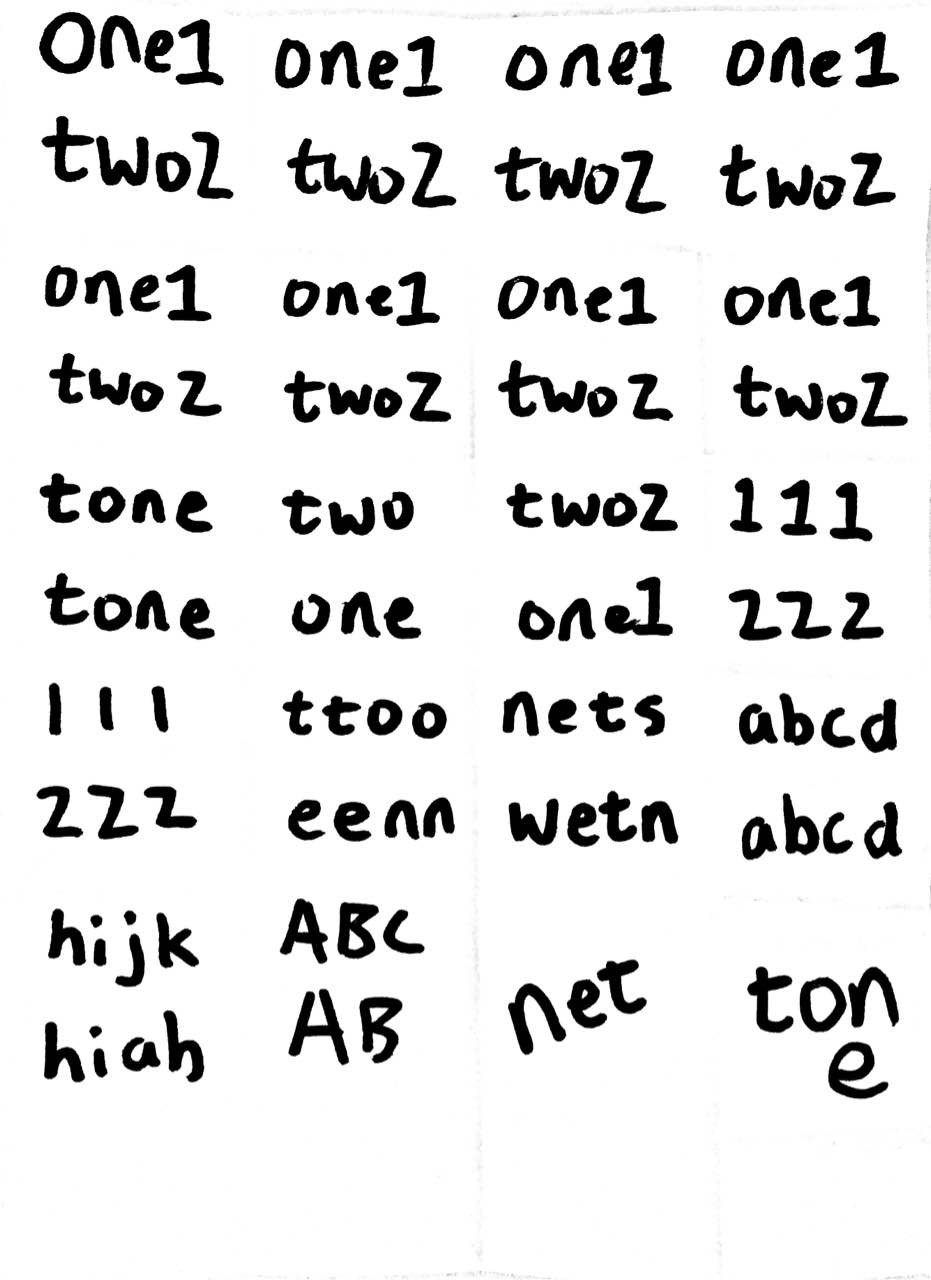 one1 one1 one1 one1
two2 two2 two2 two2
one1 one1 one1 one1
two2 two2 two2 two2
tone two two2 111
tone one one1 222
111 ttoo nets abcd
222 eenn wetn abcd
hijk ABC
hiah AB net ton
e